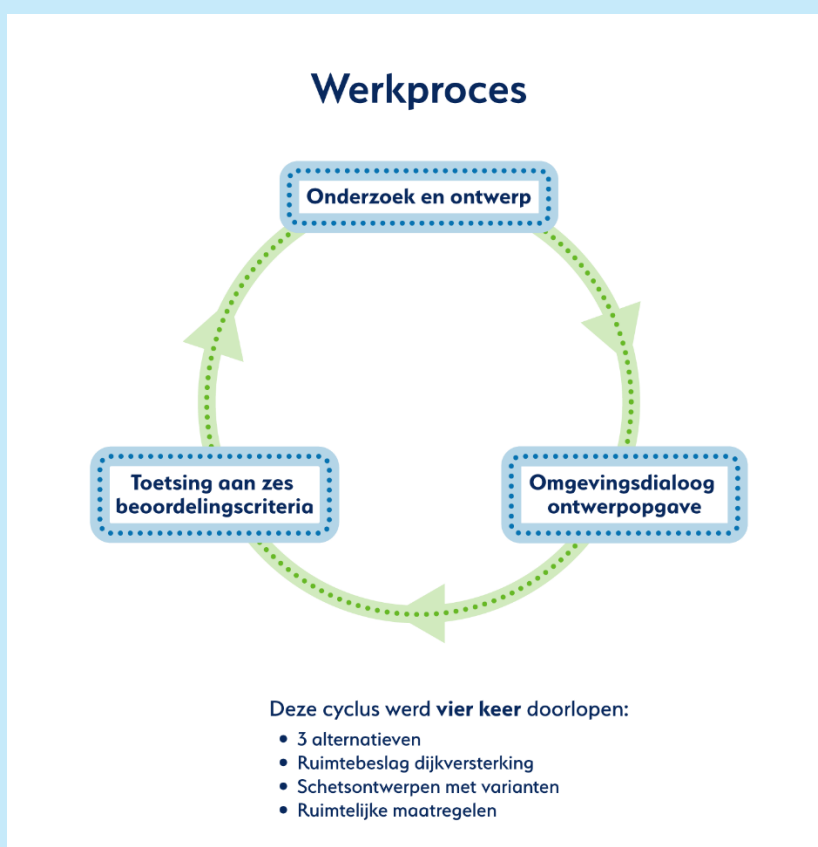 Werkproces
Onderzoek en ontwerp
Omgevingsdialoog
ontwerpopgave
Toetsing aan zes
beoordelingscriteria
Deze cyclus werd vier keer doorlopen:
• 3 alternatieven
• Ruimtebeslag dijkversterking
• Schetsontwerpen met varianten
• Ruimtelijke maatregelen